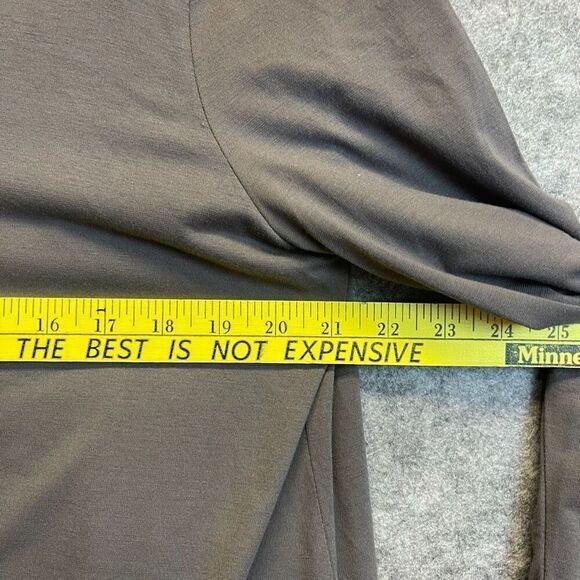 16 17 18 19 20 21 22 23 24 25
THE BEST IS NOT EXPENSIVE Minne